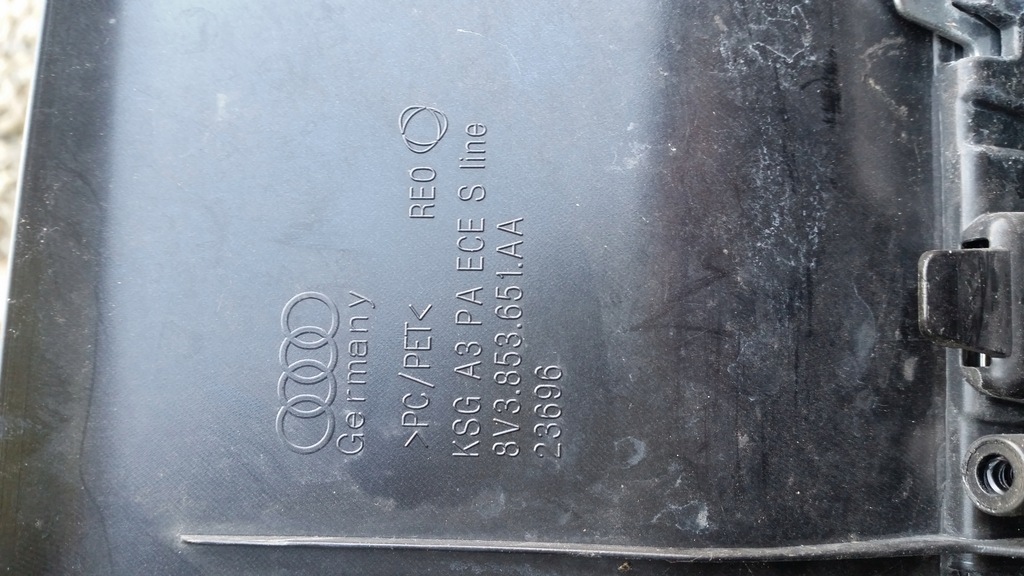 Germany
>PC/PET< REO
KSG A3 PA ECE S line
8V3.853.651.AA
23696